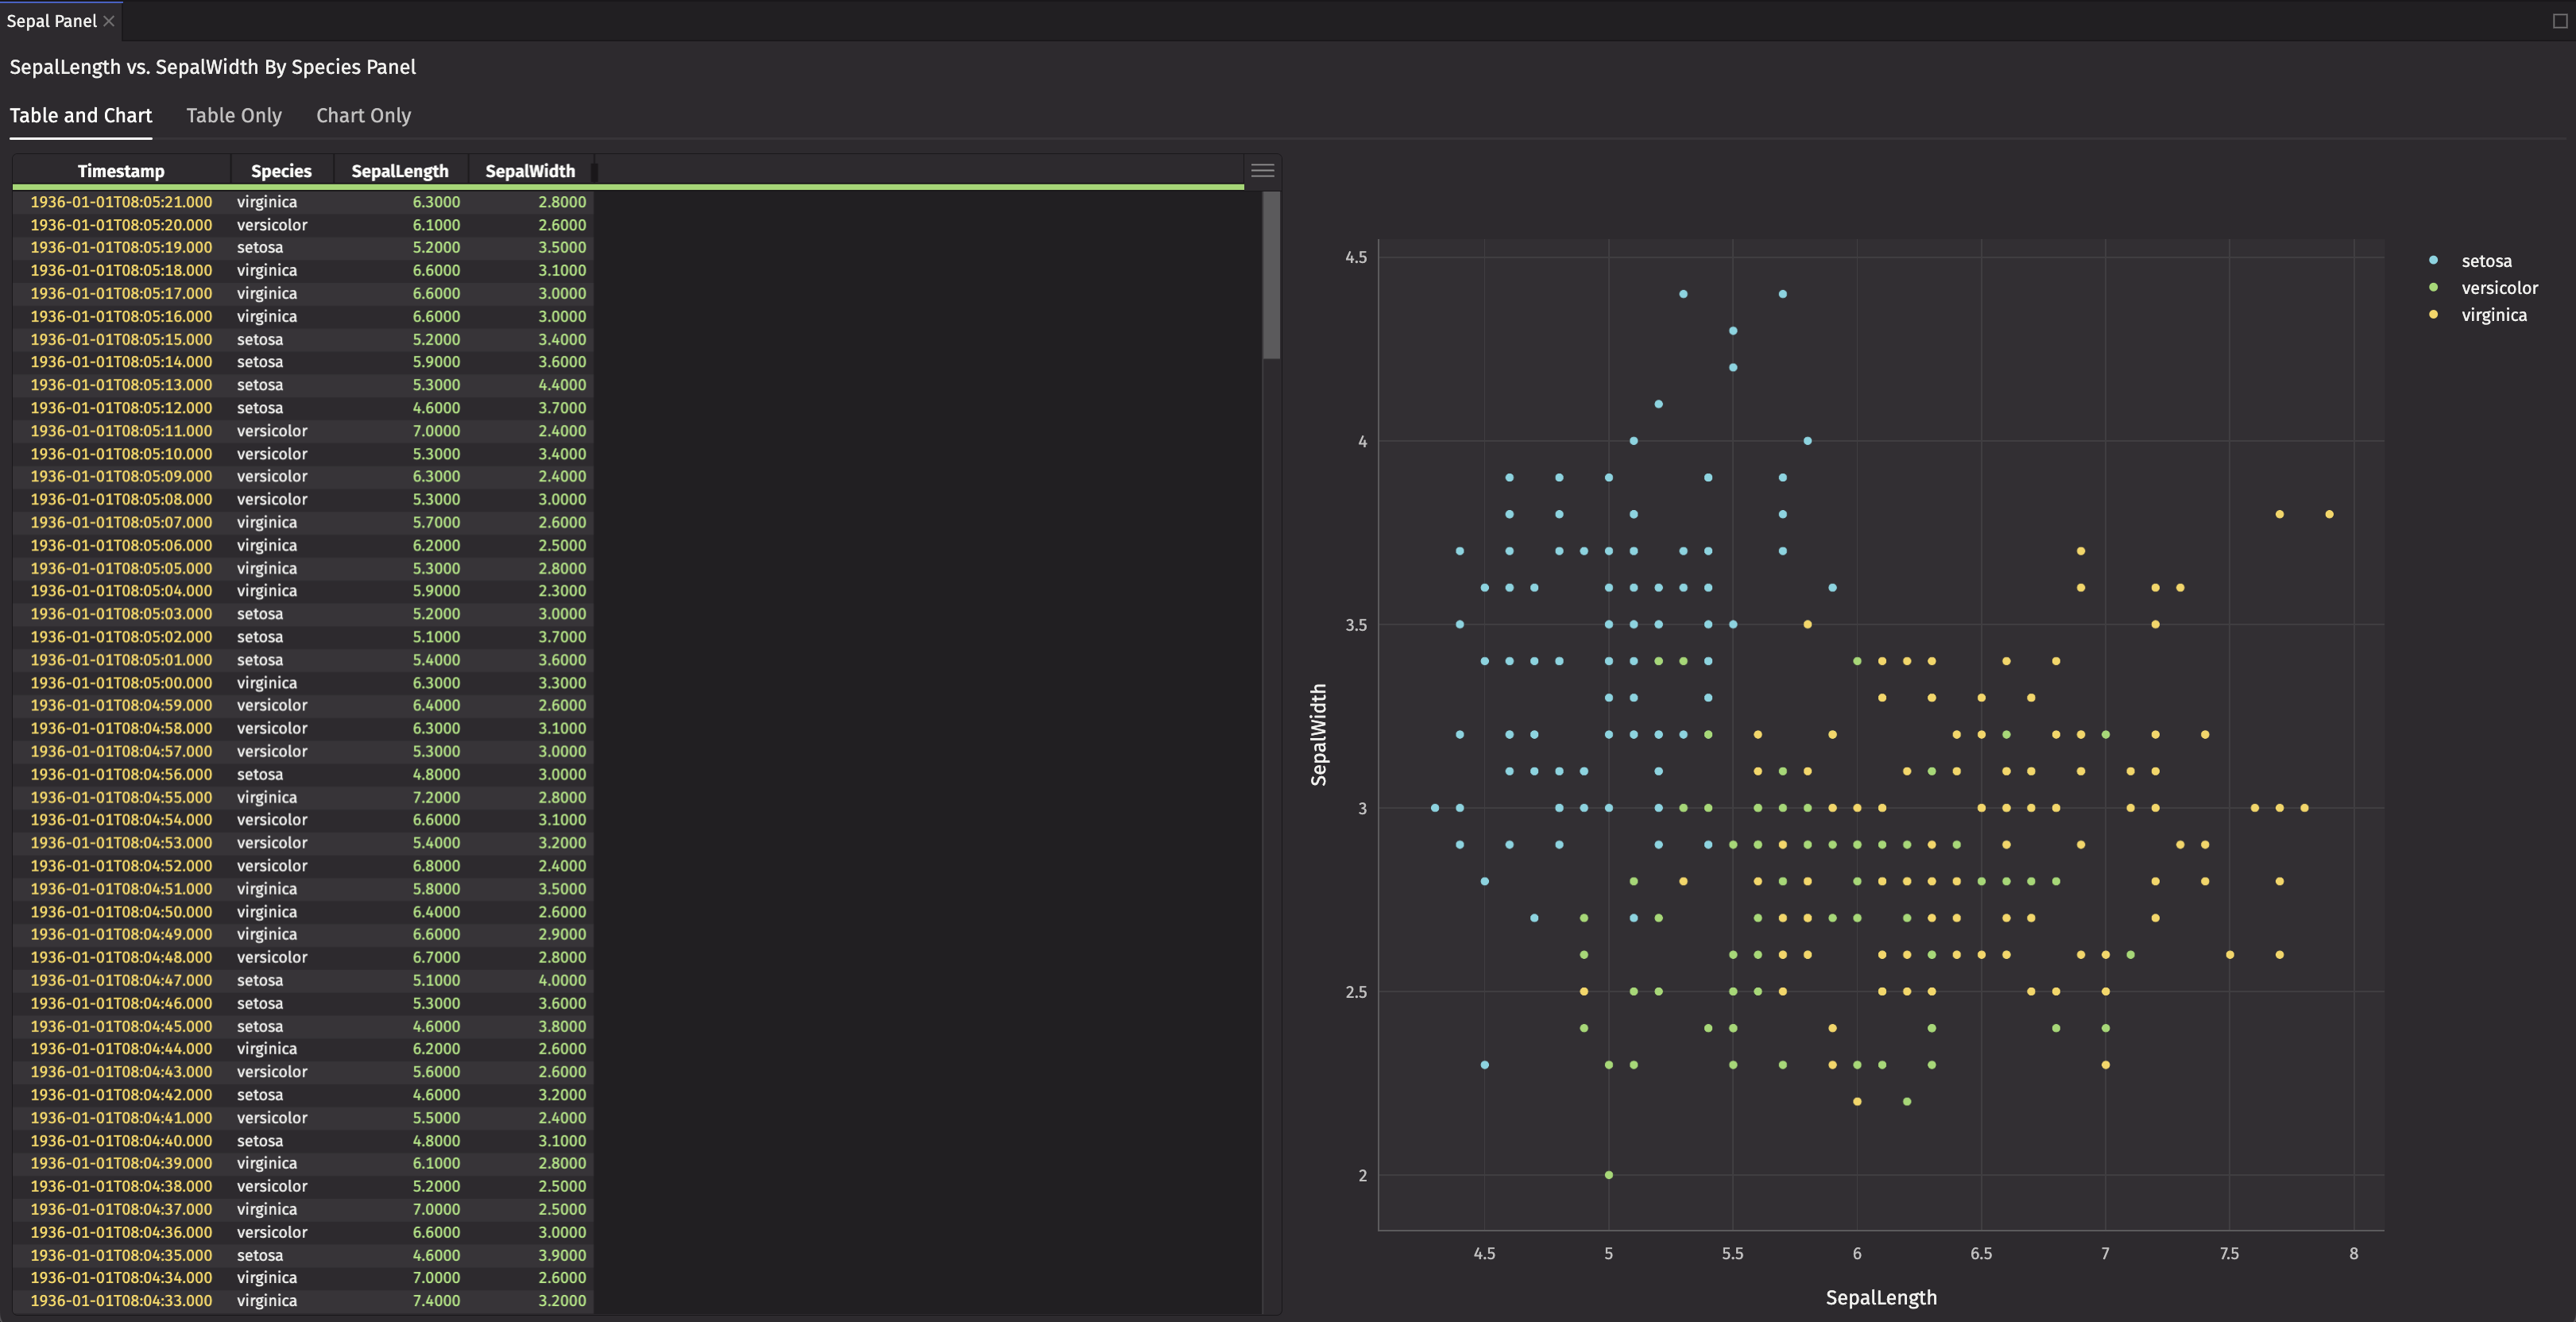 Sepal Panel
SepalLength vs. SepalWidth By Species Panel
Table and Chart Table Only Chart Only
Timestamp Species SepalLength SepalWidth
1936-01-01T08:05:21.000 virginica 6.3000 2.8000
1936-01-01T08:05:20.000 versicolor 6.1000 2.6000
1936-01-01T08:05:19.000 setosa 5.2000 3.5000
1936-01-01T08:05:18.000 virginica 6.6000 3.1000
1936-01-01T08:05:17.000 virginica 6.6000 3.0000
1936-01-01T08:05:16.000 virginica 6.6000 3.0000
1936-01-01T08:05:15.000 setosa 5.2000 3.4000
1936-01-01T08:05:14.000 setosa 5.9000 3.6000
1936-01-01T08:05:13.000 setosa 5.3000 4.4000
1936-01-01T08:05:12.000 setosa 4.6000 3.7000
1936-01-01T08:05:11.000 versicolor 7.0000 2.4000
1936-01-01T08:05:10.000 versicolor 5.3000 3.4000
1936-01-01T08:05:09.000 versicolor 6.3000 2.4000
1936-01-01T08:05:08.000 versicolor 5.3000 3.0000
1936-01-01T08:05:07.000 virginica 5.7000 2.6000
1936-01-01T08:05:06.000 virginica 6.2000 2.5000
1936-01-01T08:05:05.000 virginica 5.3000 2.8000
1936-01-01T08:05:04.000 virginica 5.9000 2.3000
1936-01-01T08:05:03.000 setosa 5.2000 3.0000
1936-01-01T08:05:02.000 setosa 5.1000 3.7000
1936-01-01T08:05:01.000 setosa 5.4000 3.6000
1936-01-01T08:05:00.000 virginica 6.3000 3.3000
1936-01-01T08:04:59.000 versicolor 6.4000 2.6000
1936-01-01T08:04:58.000 versicolor 6.3000 3.1000
1936-01-01T08:04:57.000 versicolor 5.3000 3.0000
1936-01-01T08:04:56.000 setosa 4.8000 3.0000
1936-01-01T08:04:55.000 virginica 7.2000 2.8000
1936-01-01T08:04:54.000 versicolor 6.6000 3.1000
1936-01-01T08:04:53.000 versicolor 5.4000 3.2000
1936-01-01T08:04:52.000 versicolor 6.8000 2.4000
1936-01-01T08:04:51.000 virginica 5.8000 3.5000
1936-01-01T08:04:50.000 virginica 6.4000 2.6000
1936-01-01T08:04:49.000 virginica 6.6000 2.9000
1936-01-01T08:04:48.000 versicolor 6.7000 2.8000
1936-01-01T08:04:47.000 setosa 5.1000 4.0000
1936-01-01T08:04:46.000 setosa 5.3000 3.6000
1936-01-01T08:04:45.000 setosa 4.6000 3.8000
1936-01-01T08:04:44.000 virginica 6.2000 2.6000
1936-01-01T08:04:43.000 versicolor 5.6000 2.6000
1936-01-01T08:04:42.000 setosa 4.6000 3.2000
1936-01-01T08:04:41.000 versicolor 5.5000 2.4000
1936-01-01T08:04:40.000 setosa 4.8000 3.1000
1936-01-01T08:04:39.000 virginica 6.1000 2.8000
1936-01-01T08:04:38.000 versicolor 5.2000 2.5000
1936-01-01T08:04:37.000 virginica 7.0000 2.5000
1936-01-01T08:04:36.000 versicolor 6.6000 3.0000
1936-01-01T08:04:35.000 setosa 4.6000 3.9000
1936-01-01T08:04:34.000 virginica 7.0000 2.6000
1936-01-01T08:04:33.000 virginica 7.4000 3.2000
SepalWidth
4.5
4
3.5
3
2.5
2
4.5 5 5.5 6 6.5 7 7.5 8
SepalLength
setosa
versicolor
virginica